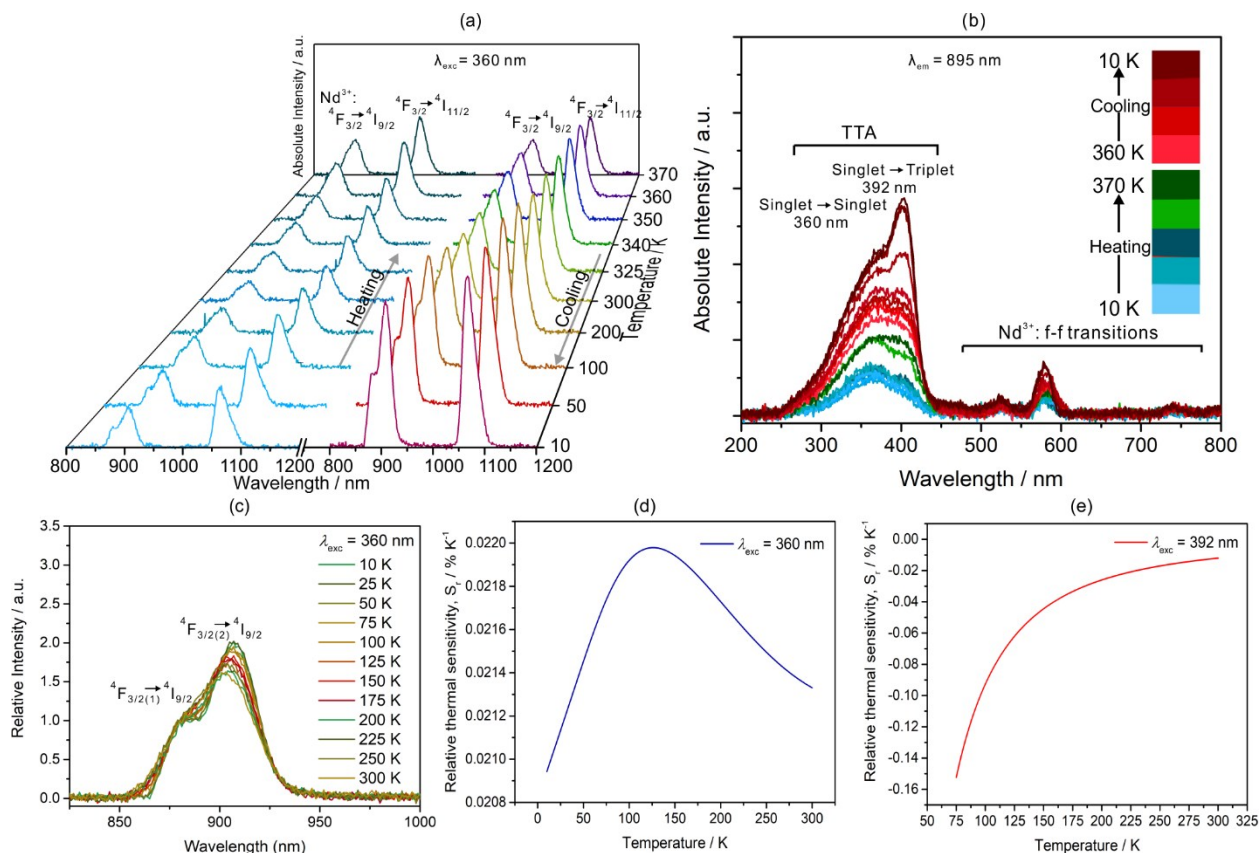 (a)
λexc = 360 nm
Nd³⁺:
⁴F₃/₂→⁴I₉/₂
⁴F₃/₂→⁴I₁₁/₂
⁴F₃/₂→⁴I₉/₂
⁴F₃/₂→⁴I₁₁/₂
Absolute Intensity / a.u.
370
360
350
340
325
300
200
100
50
10
Temperature / K
Heating
Cooling
800 900 1000 1100 1200 800 900 1000 1100 1200
Wavelength / nm
(b)
λem = 895 nm
10 K
Cooling
360 K
370 K
Heating
10 K
TTA
Singlet→Triplet
392 nm
Singlet→Singlet
360 nm
Nd³⁺: f-f transitions
Absolute Intensity / a.u.
200 300 400 500 600 700 800
Wavelength / nm
(c)
λexc = 360 nm
10 K
25 K
50 K
75 K
100 K
125 K
150 K
175 K
200 K
225 K
250 K
300 K
⁴F₃/₂₍₂₎→⁴I₉/₂
⁴F₃/₂₍₁₎→⁴I₉/₂
Relative Intensity / a.u.
3.5
3.0
2.5
2.0
1.5
1.0
0.5
0.0
850 900 950 1000
Wavelength (nm)
(d)
λexc = 360 nm
Relative thermal sensitivity, Sr / % K⁻¹
0.0220
0.0218
0.0216
0.0214
0.0212
0.0210
0.0208
0 50 100 150 200 250 300
Temperature / K
(e)
λexc = 392 nm
Relative thermal sensitivity, Sr / % K⁻¹
0.00
-0.02
-0.04
-0.06
-0.08
-0.10
-0.12
-0.14
-0.16
50 75 100 125 150 175 200 225 250 275 300 325
Temperature / K